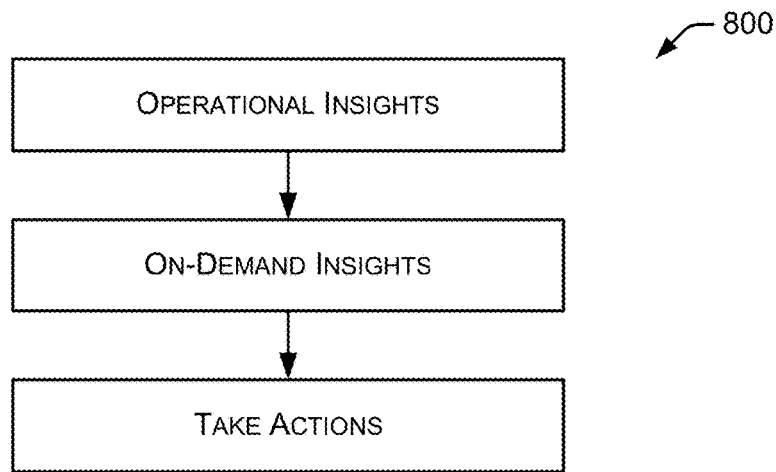 800
OPERATIONAL INSIGHTS
ON-DEMAND INSIGHTS
TAKE ACTIONS